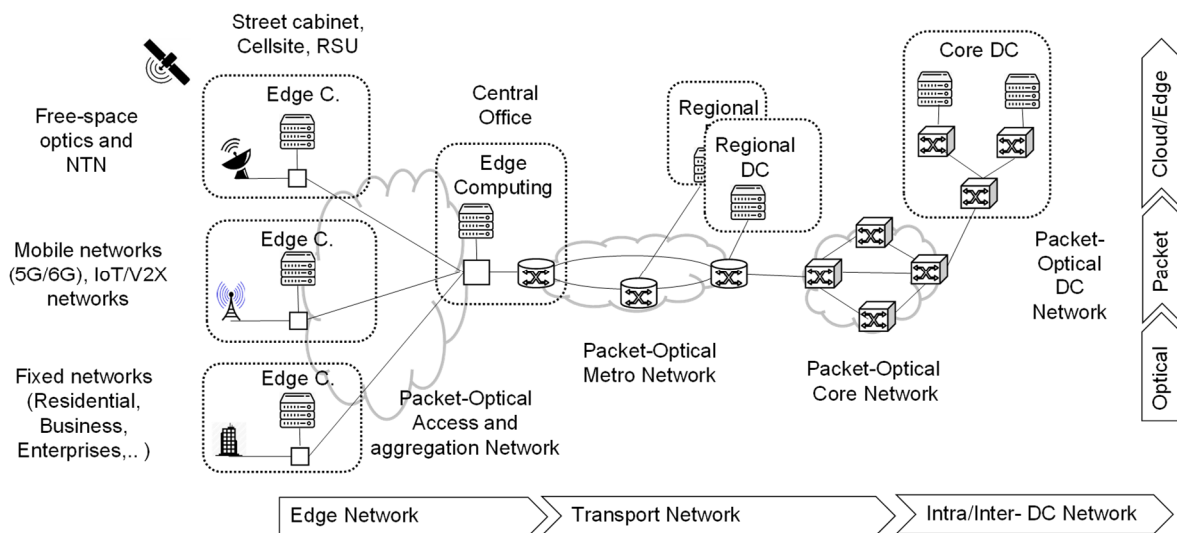 Street cabinet,
Cellsite, RSU
Free-space
optics and
NTN
Edge C.
Mobile networks
(5G/6G), IoT/V2X
networks
Edge C.
Fixed networks
(Residential,
Business,
Enterprises,.. )
Edge C.
Central
Office
Edge
Computing
Packet-Optical
Access and
aggregation Network
Regional
Regional
DC
Packet-Optical
Metro Network
Core DC
Packet-Optical
Core Network
Packet-
Optical
DC
Network
Cloud/Edge
Packet
Optical
Edge Network
Transport Network
Intra/Inter- DC Network